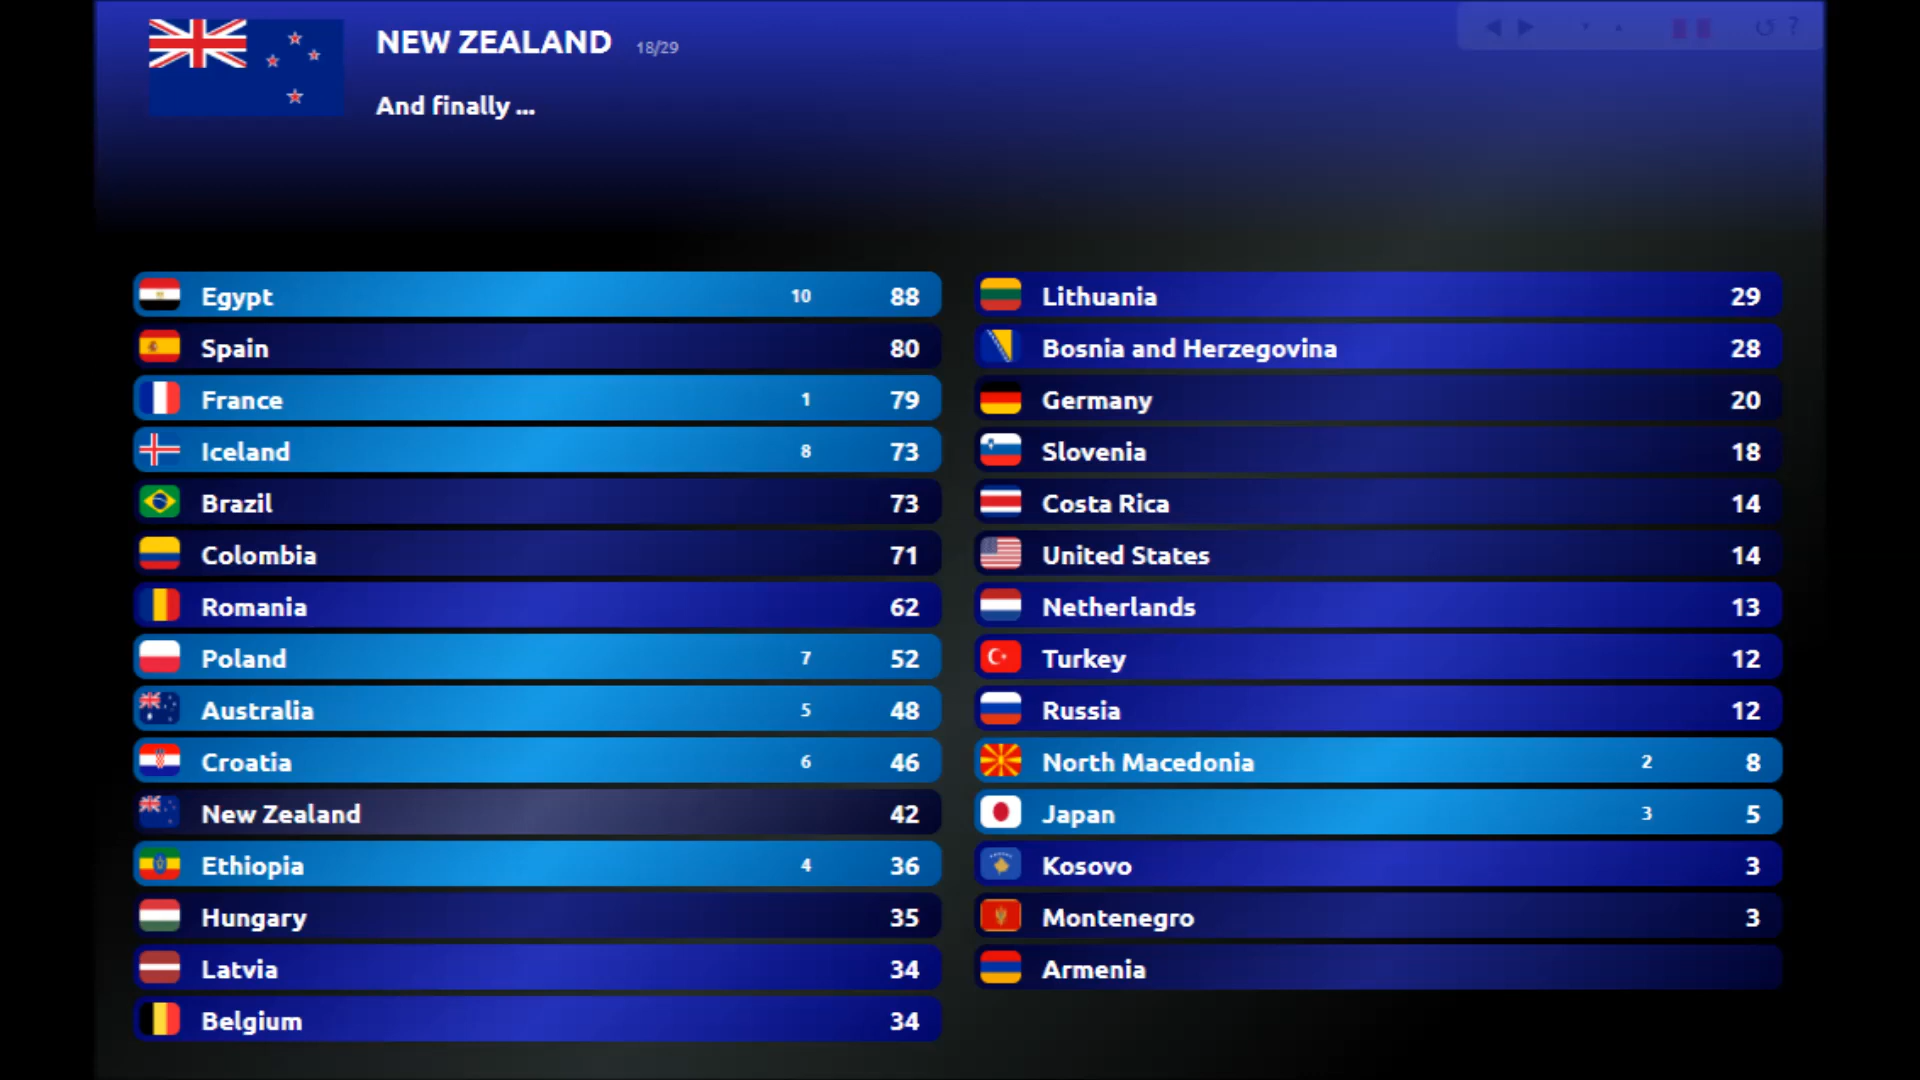 NEW ZEALAND 18/29
?
And finally ...
Egypt 10 88
Spain 80
France 1 79
Iceland 8 73
Brazil 73
Colombia 71
Romania 62
Poland 7 52
Australia 5 48
Croatia 6 46
New Zealand 42
Ethiopia 4 36
Hungary 35
Latvia 34
Belgium 34
Lithuania 29
Bosnia and Herzegovina 28
Germany 20
Slovenia 18
Costa Rica 14
United States 14
Netherlands 13
Turkey 12
Russia 12
North Macedonia 2 8
Japan 3 5
Kosovo 3
Montenegro 3
Armenia